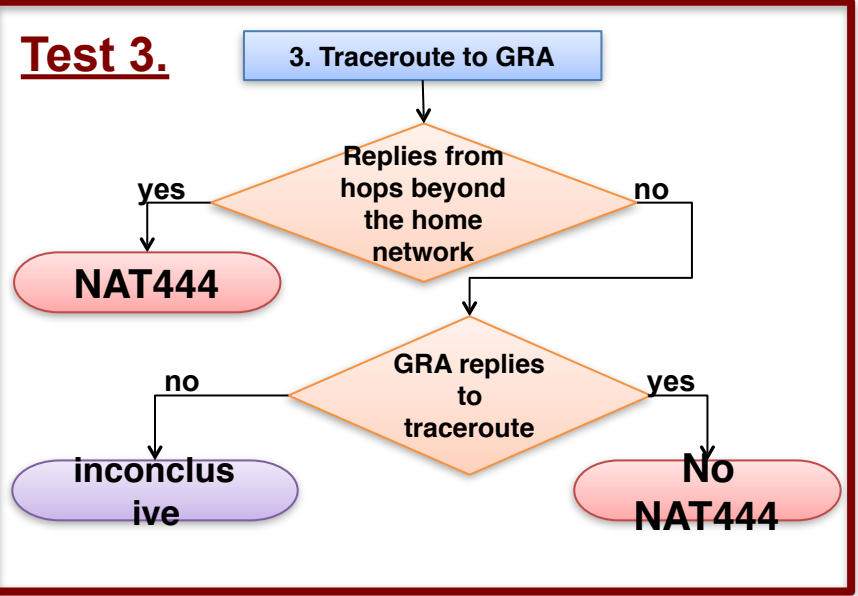 Test 3.
3. Traceroute to GRA
Replies from
hops beyond
the home
network
yes
no
NAT444
GRA replies
to
traceroute
no
yes
inconclus
ive
No
NAT444